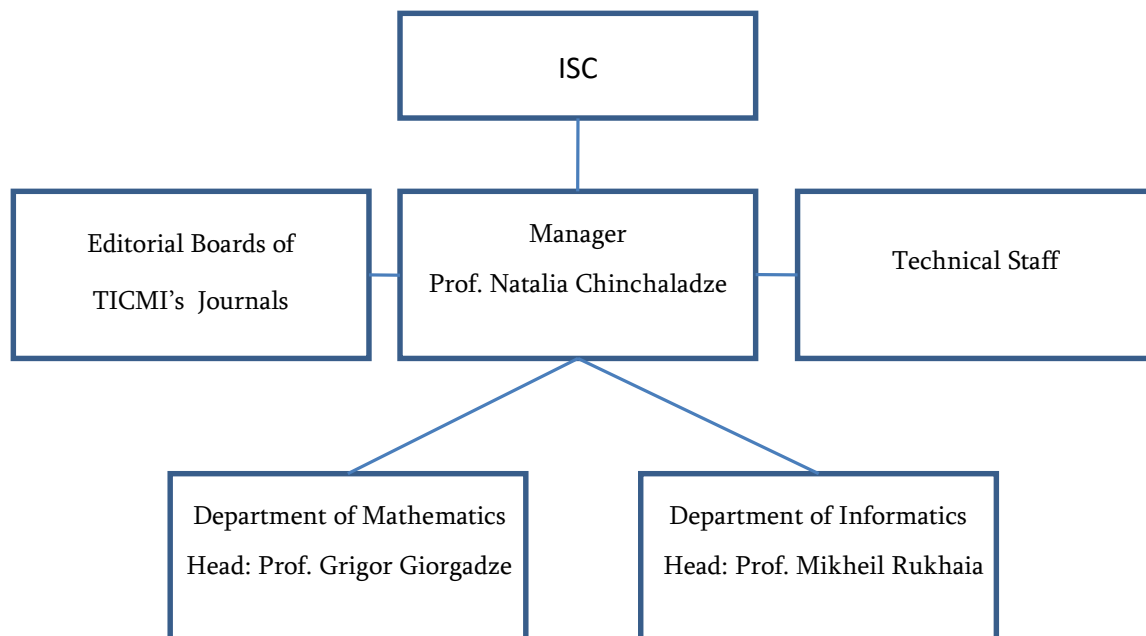 ISC
Editorial Boards of
TICMI’s Journals
Manager
Prof. Natalia Chinchaladze
Technical Staff
Department of Mathematics
Head: Prof. Grigor Giorgadze
Department of Informatics
Head: Prof. Mikheil Rukhaia